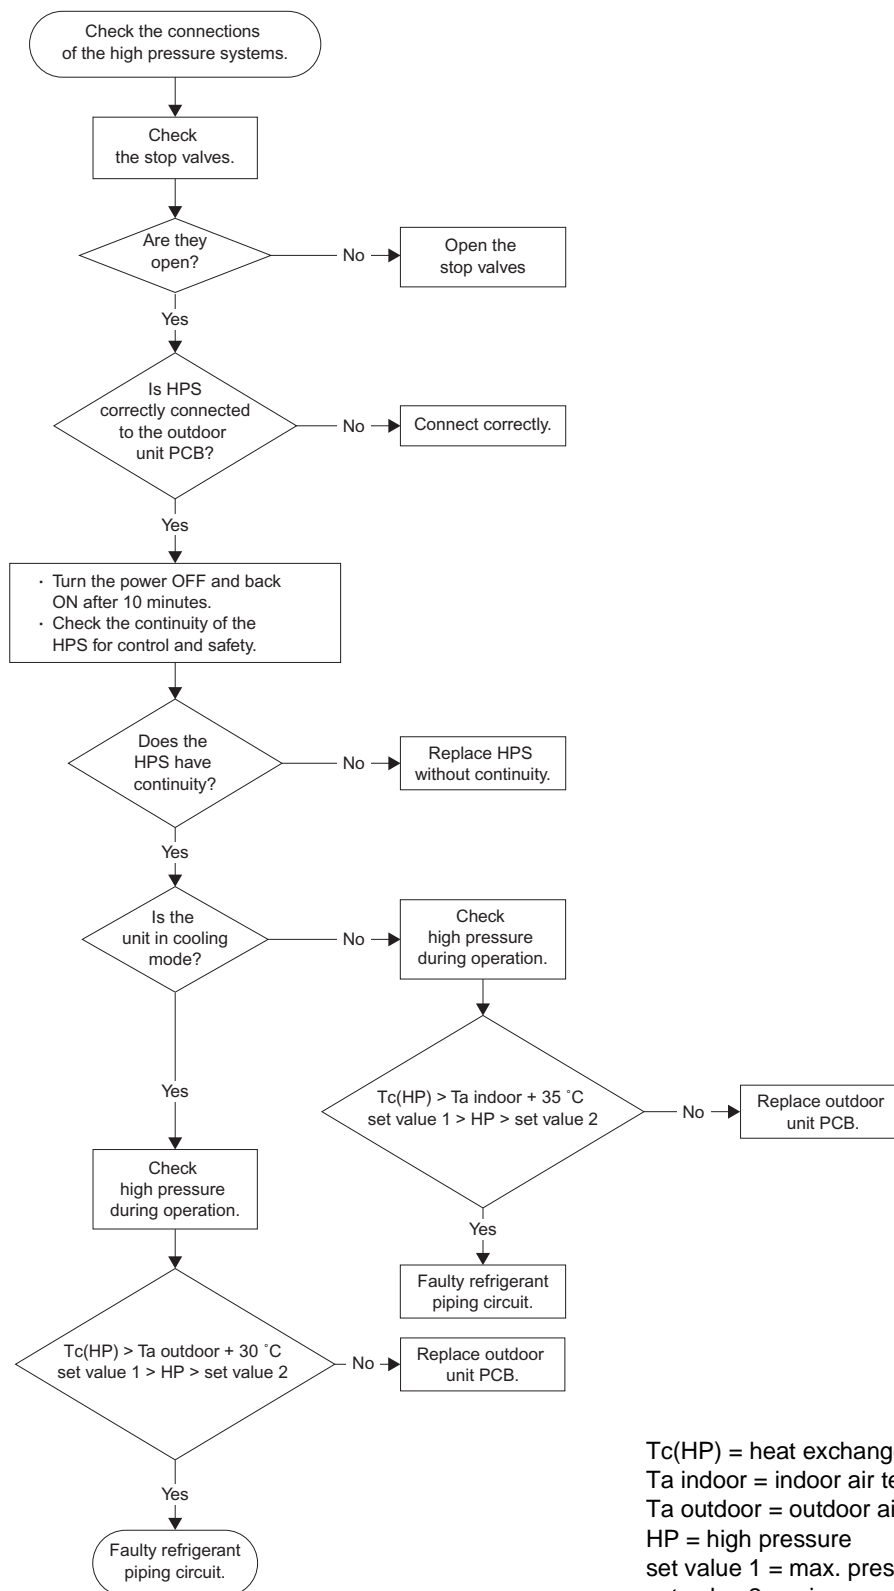 Check the connections
of the high pressure systems.
Check
the stop valves.
Are they
open?
No
Open the
stop valves
Yes
Is HPS
correctly connected
to the outdoor
unit PCB?
No
Connect correctly.
Yes
· Turn the power OFF and back
ON after 10 minutes.
· Check the continuity of the
HPS for control and safety.
Does the
HPS have
continuity?
No
Replace HPS
without continuity.
Yes
Is the
unit in cooling
mode?
No
Check
high pressure
during operation.
Tc(HP) > Ta indoor + 35 ˚C
set value 1 > HP > set value 2
No
Replace outdoor
unit PCB.
Yes
Faulty refrigerant
piping circuit.
Yes
Check
high pressure
during operation.
Tc(HP) > Ta outdoor + 30 ˚C
set value 1 > HP > set value 2
No
Replace outdoor
unit PCB.
Yes
Faulty refrigerant
piping circuit.
Tc(HP) = heat
Ta indoor = indoor air
Ta outdoor = outdoor
HP = high pressure
set value 1 = max.